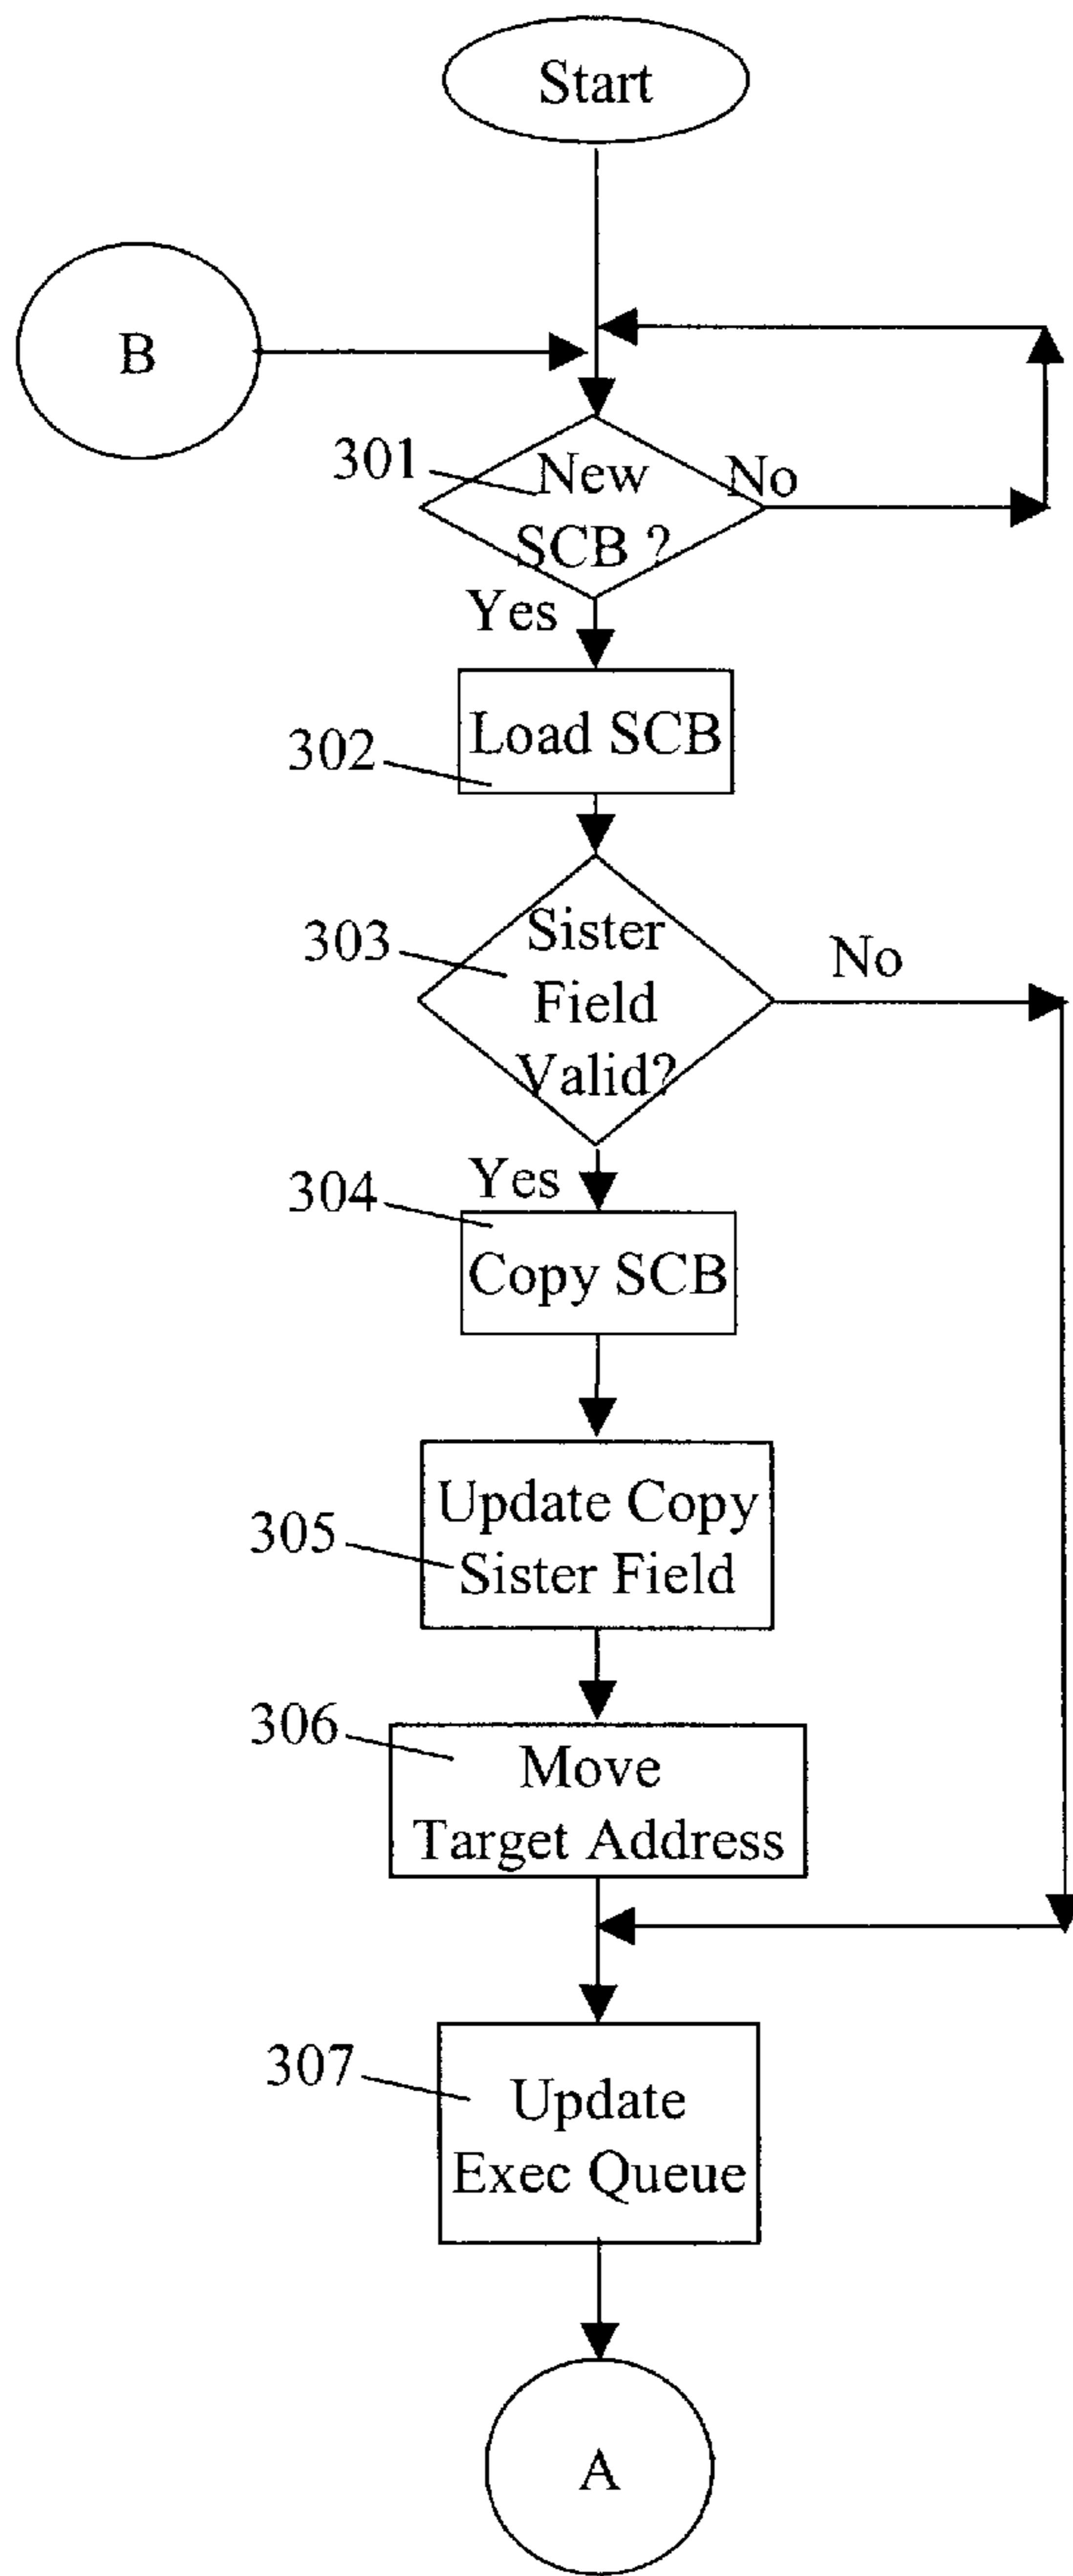 Start
B
301
New
No
SCB ?
Yes
Load SCB
302
303
Sister
No
Field
Valid?
Yes
304
Copy SCB
Update Copy
305
Sister Field
306
Move
Target Address
307
Update
Exec Queue
A